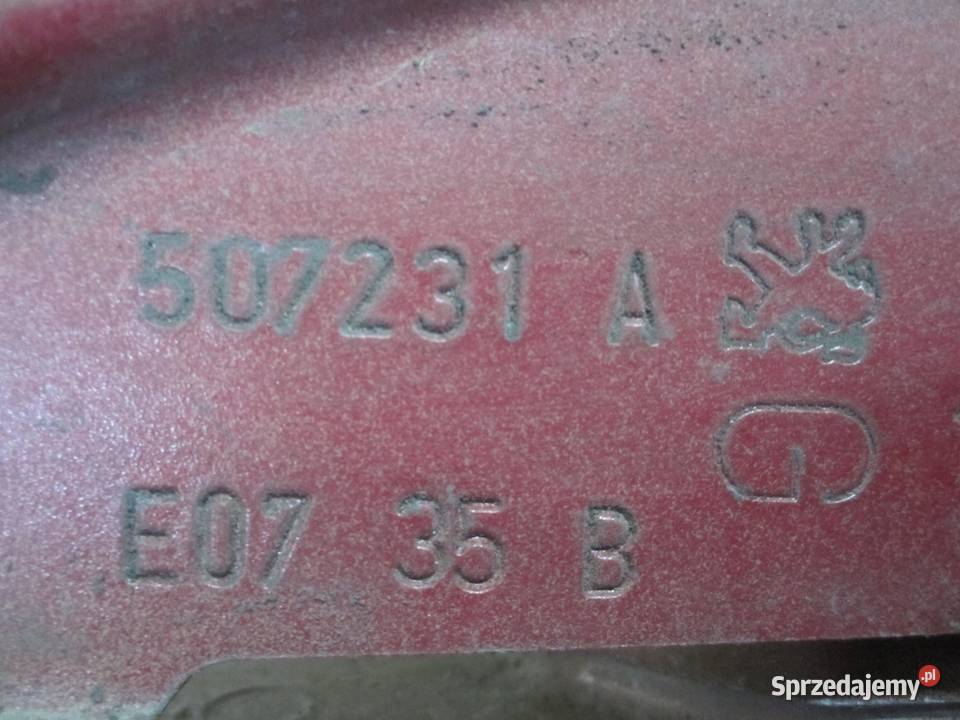 507231 A
G
E07 35 B
Sprzedajemy.pl